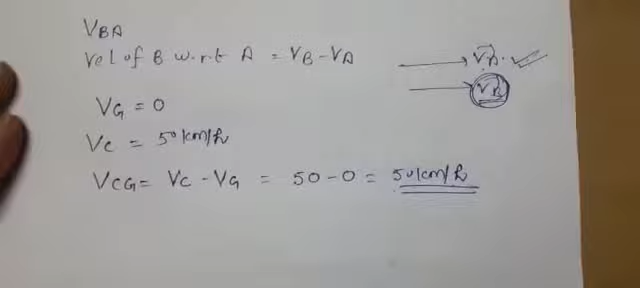 VBA
Vel of B w.r.t A = VB - VA
VA.
VB
VG = 0
VC = 50 km/h
VCG = VC - VG = 50 - 0 = 50 km/h